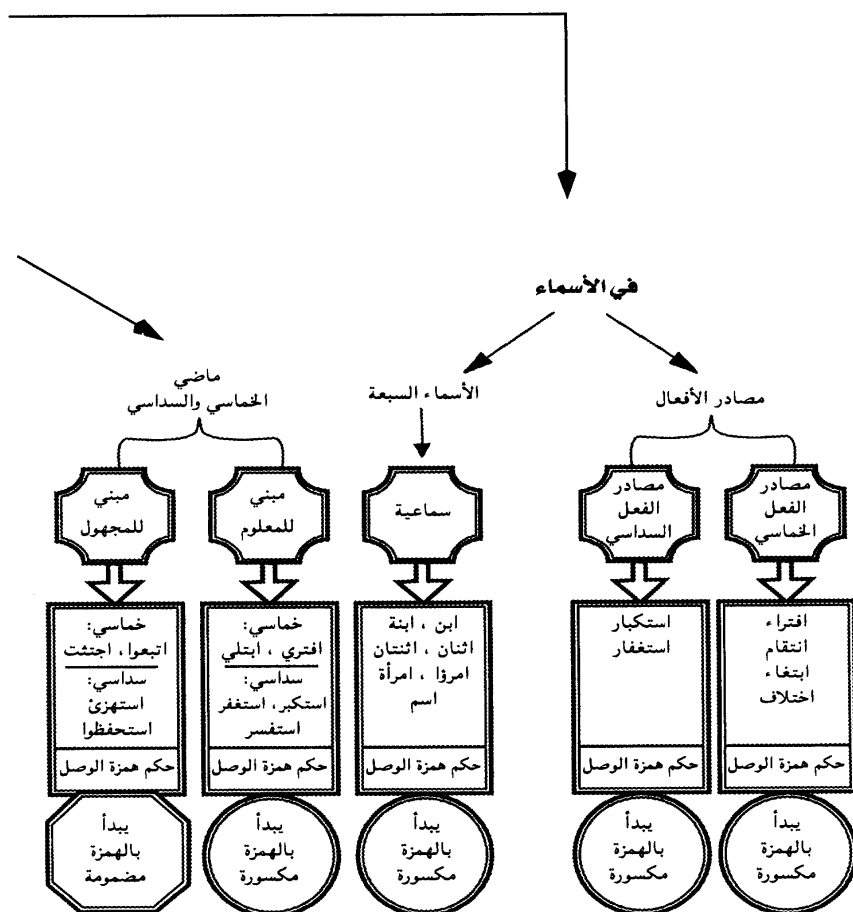 في الأسماء
مصادر الأفعال
الأسماء السبعة
ماضي
الخماسي والسداسي
مصادر
الفعل
الخماسي
مصادر
الفعل
السداسي
سماعية
مبني
للمعلوم
مبني
للمجهول
افتراء
انتقام
ابتغاء
اختلاف
حكم همزة الوصل
يبدأ
بالهمزة
مكسورة
استكبار
استغفار
حكم همزة الوصل
يبدأ
بالهمزة
مكسورة
ابن ، ابنة
اثنان ، اثنتان
امرؤا ، امرأة
اسم
حكم همزة الوصل
يبدأ
بالهمزة
مكسورة
خماسي:
افتري ، ابتلي
سداسي:
استكبر، استغفر
استفسر
حكم همزة الوصل
يبدأ
بالهمزة
مكسورة
خماسي:
اتبعوا، اجتثت
سداسي:
استهزئ
استحفظوا
حكم همزة الوصل
يبدأ
بالهمزة
مضمومة